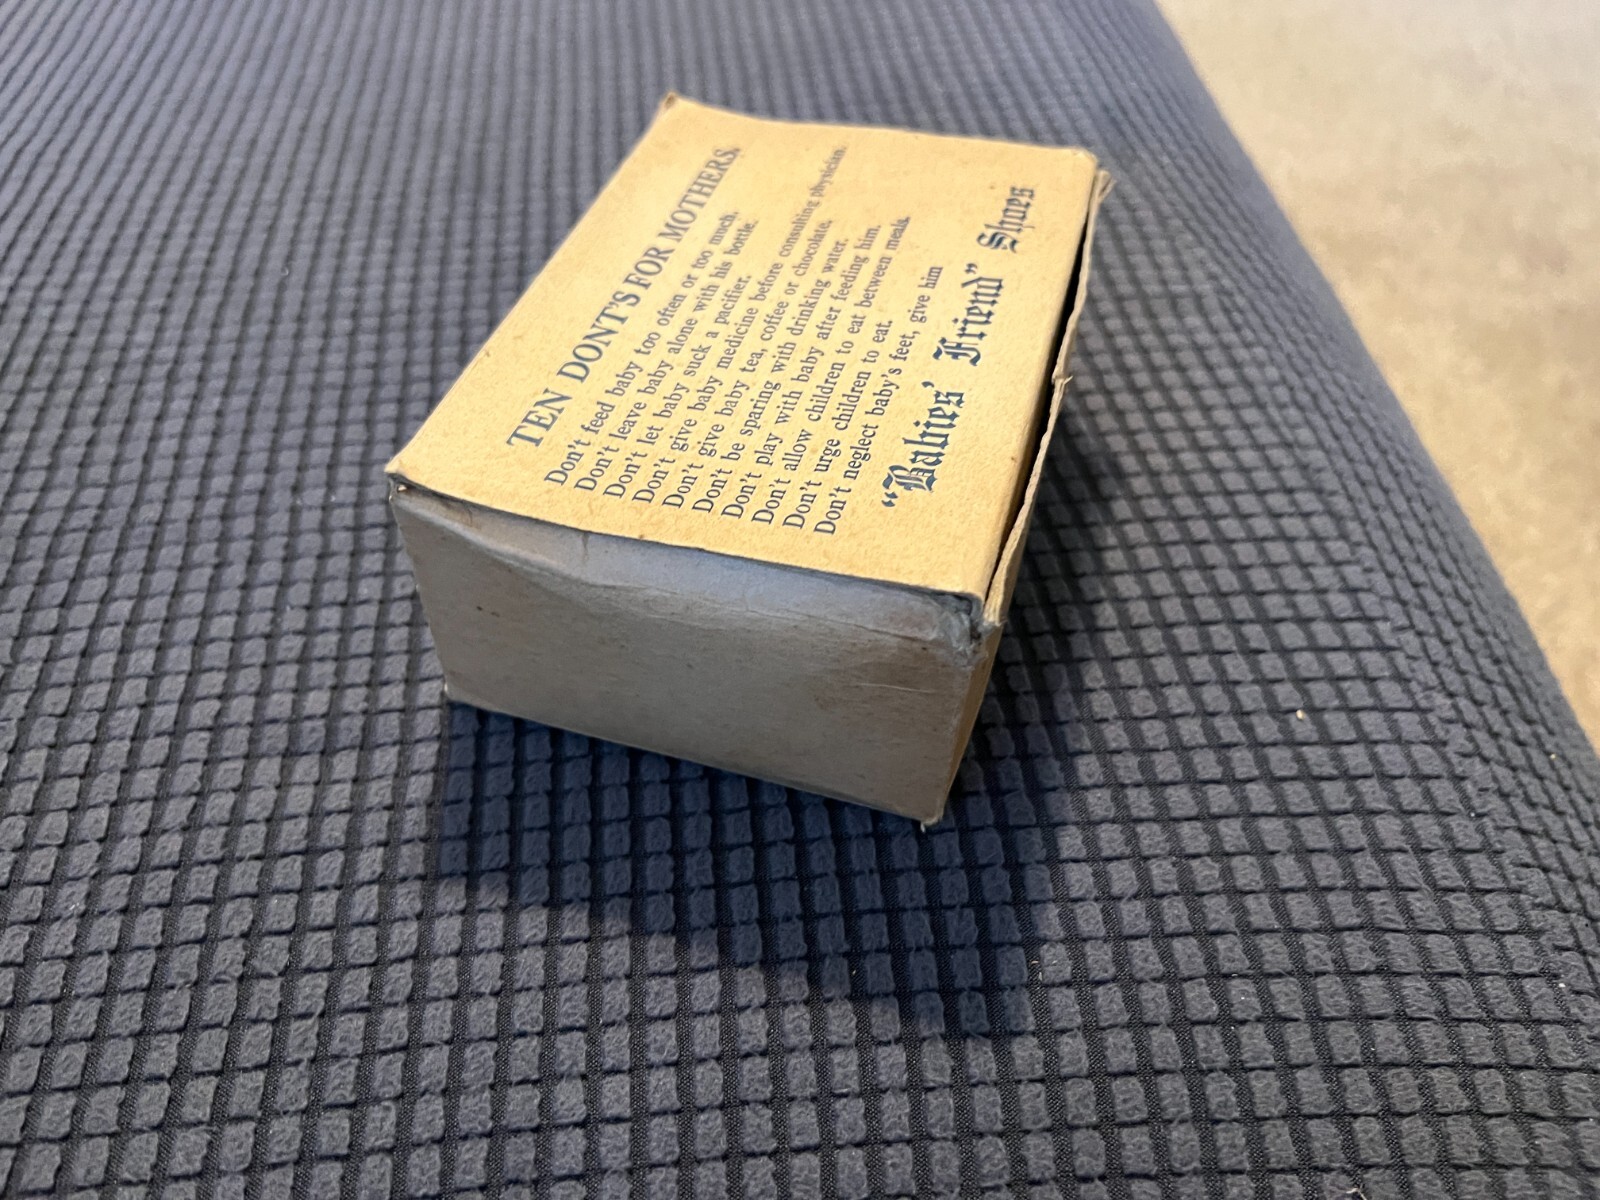 TEN DONT'S FOR MOTHERS.
Don't feed baby too often or too much.
Don't leave baby alone with his bottle.
Don't let baby suck a pacifier.
Don't give baby medicine before consulting physician.
Don't give baby tea, coffee or chocolate.
Don't be sparing with drinking water.
Don't play with baby after feeding him.
Don't allow children to eat between meals.
Don't urge children to eat.
Don't neglect baby's feet, give him
"Babies' Friend" Shoes